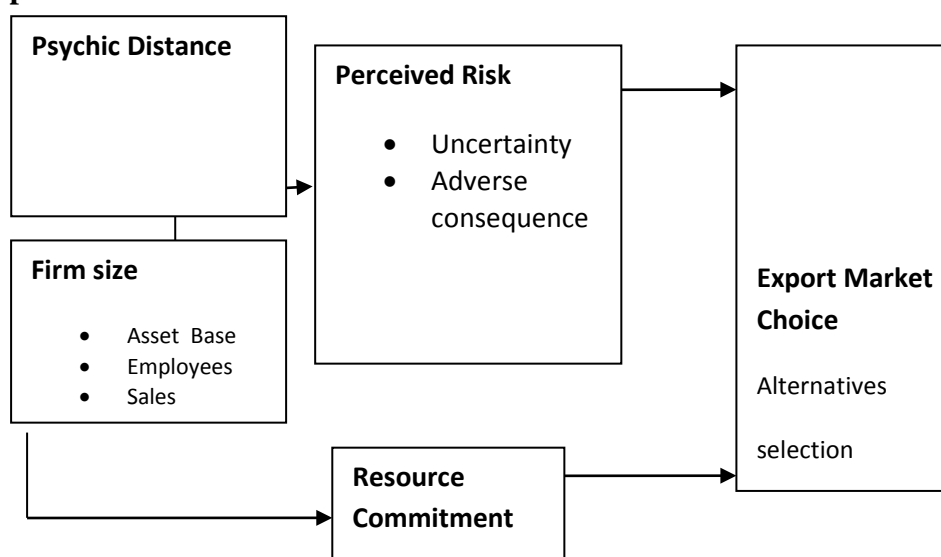 Psychic Distance
Perceived Risk
• Uncertainty
• Adverse
consequence
Firm size
• Asset Base
• Employees
• Sales
Export Market
Choice
Alternatives
selection
Resource
Commitment